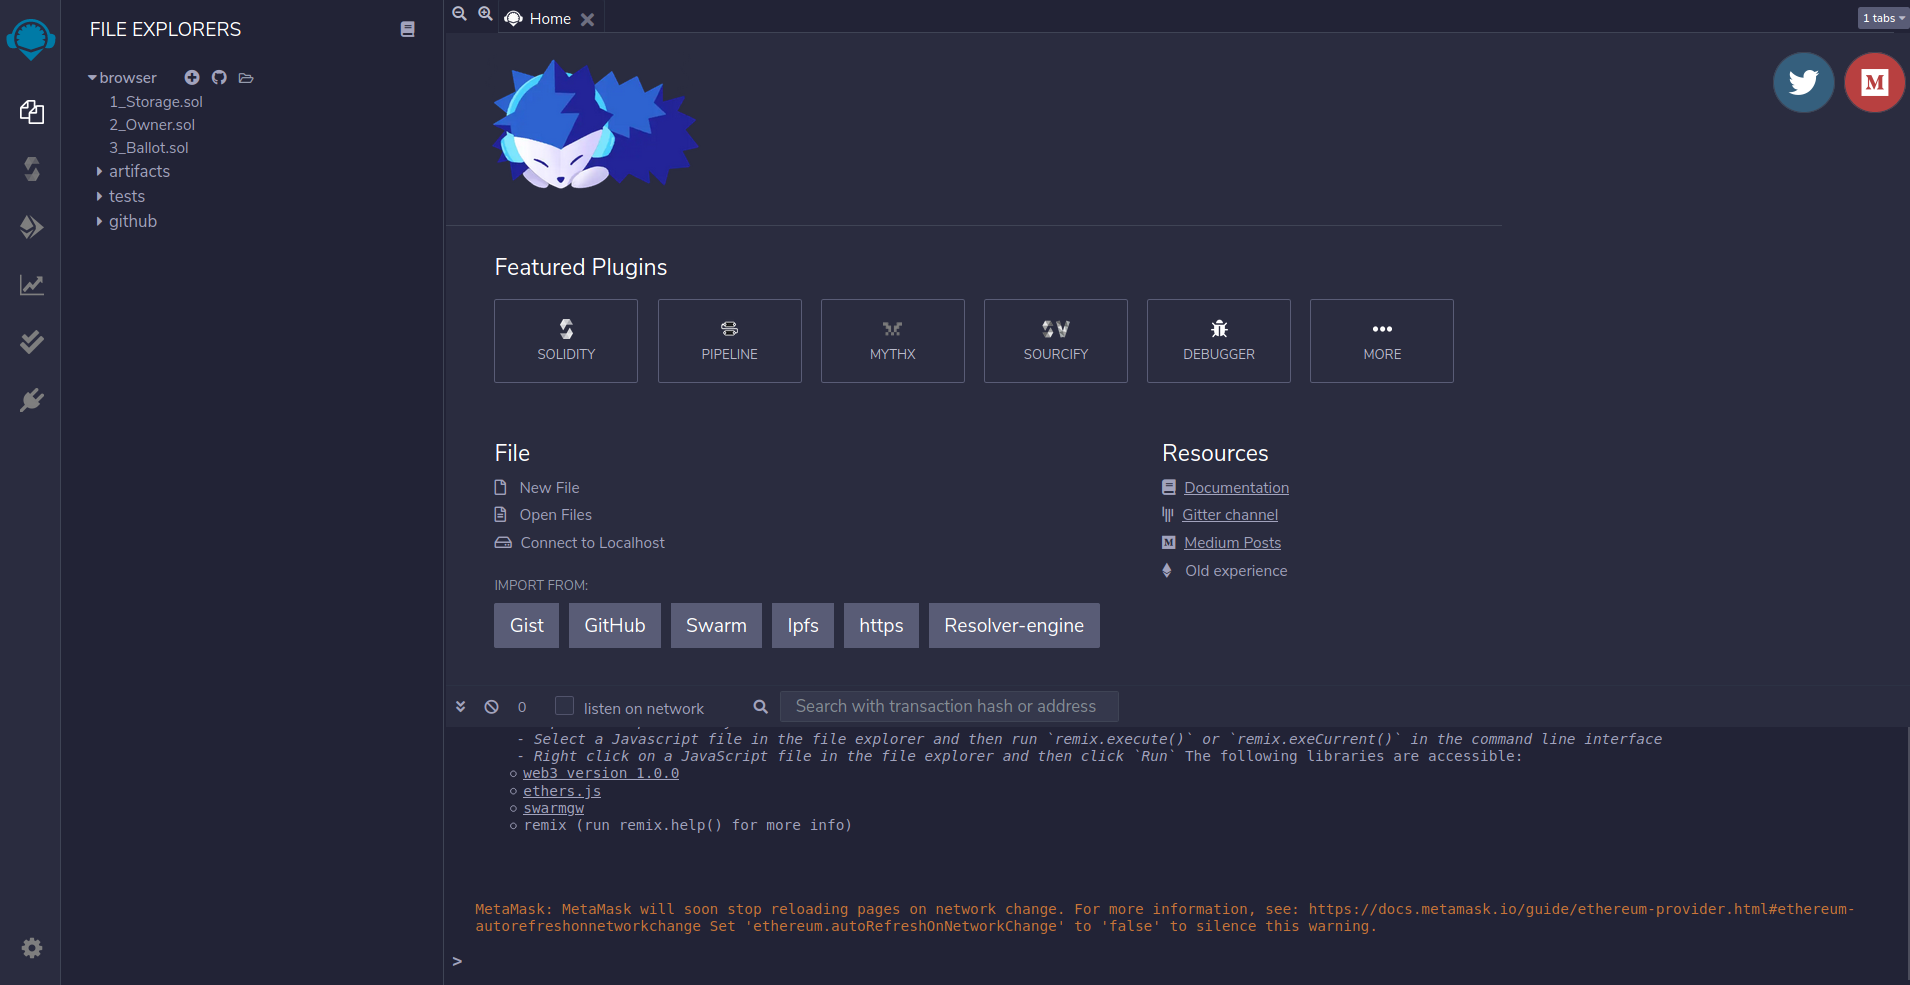 FILE EXPLORERS
browser
1_Storage.sol
2_Owner.sol
3_Ballot.sol
artifacts
tests
github
Home
1 tabs
Featured Plugins
SOLIDITY
PIPELINE
MYTHX
SOURCIFY
DEBUGGER
MORE
File
New File
Open Files
Connect to Localhost
IMPORT FROM:
Gist
GitHub
Swarm
Ipfs
https
Resolver-engine
Resources
Documentation
Gitter channel
Medium Posts
Old experience
0
listen on network
Search with transaction hash or address
- Select a Javascript file in the file explorer and then run `remix.execute()` or `remix.exeCurrent()` in the command line interface
- Right click on a JavaScript file in the file explorer and then click `Run` The following libraries are accessible:
web3 version 1.0.0
ethers.js
swarmgw
remix (run remix.help() for more info)
MetaMask: MetaMask will soon stop reloading pages on network change. For more information, see: https://docs.metamask.io/guide/ethereum-provider.html#ethereum-
autorefreshonnetworkchange Set 'ethereum.autoRefreshOnNetworkChange' to 'false' to silence this warning.
>